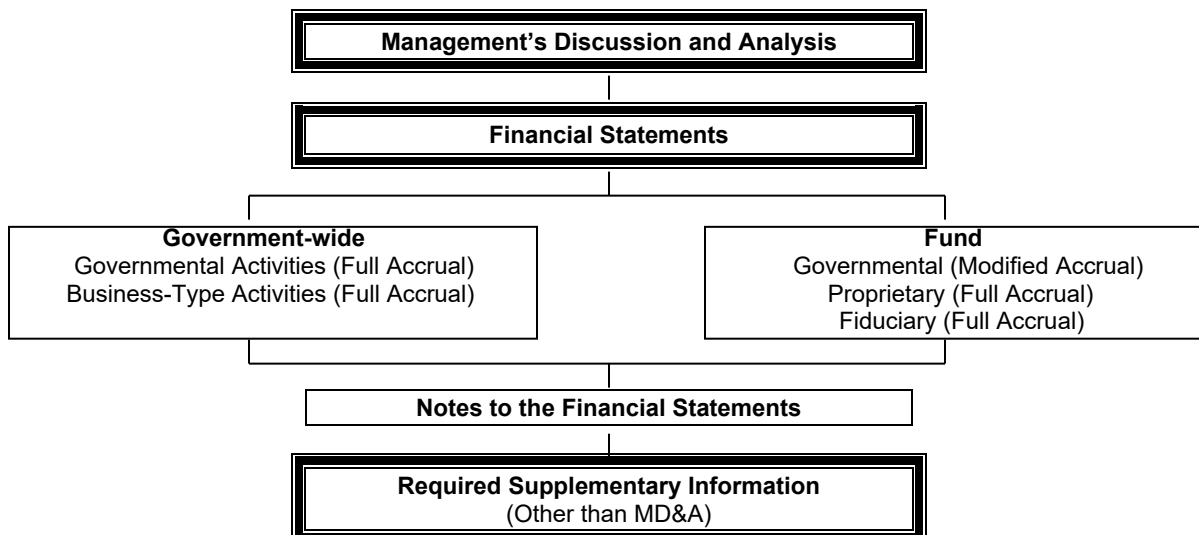 Management’s Discussion and Analysis
Financial Statements
Government-wide
Governmental Activities (Full Accrual)
Business-Type Activities (Full Accrual)
Fund
Governmental (Modified Accrual)
Proprietary (Full Accrual)
Fiduciary (Full Accrual)
Notes to the Financial Statements
Required Supplementary Information
(Other than MD&A)